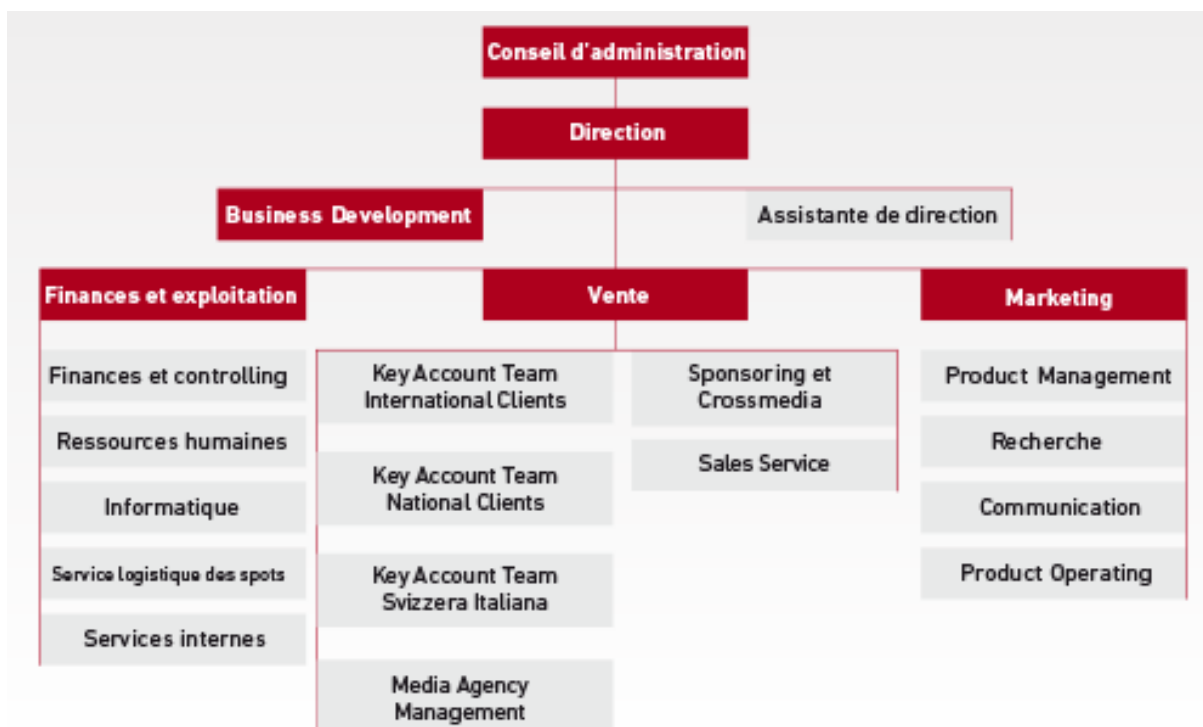 Conseil d'administration
Direction
Business Development
Assistante de direction
Finances et exploitation
Vente
Marketing
Finances et controlling
Ressources humaines
Informatique
Service logistique des spots
Services internes
Key Account Team
International Clients
Key Account Team
National Clients
Key Account Team
Svizzera Italiana
Media Agency
Management
Sponsoring et
Crossmedia
Sales Service
Product Management
Recherche
Communication
Product Operating